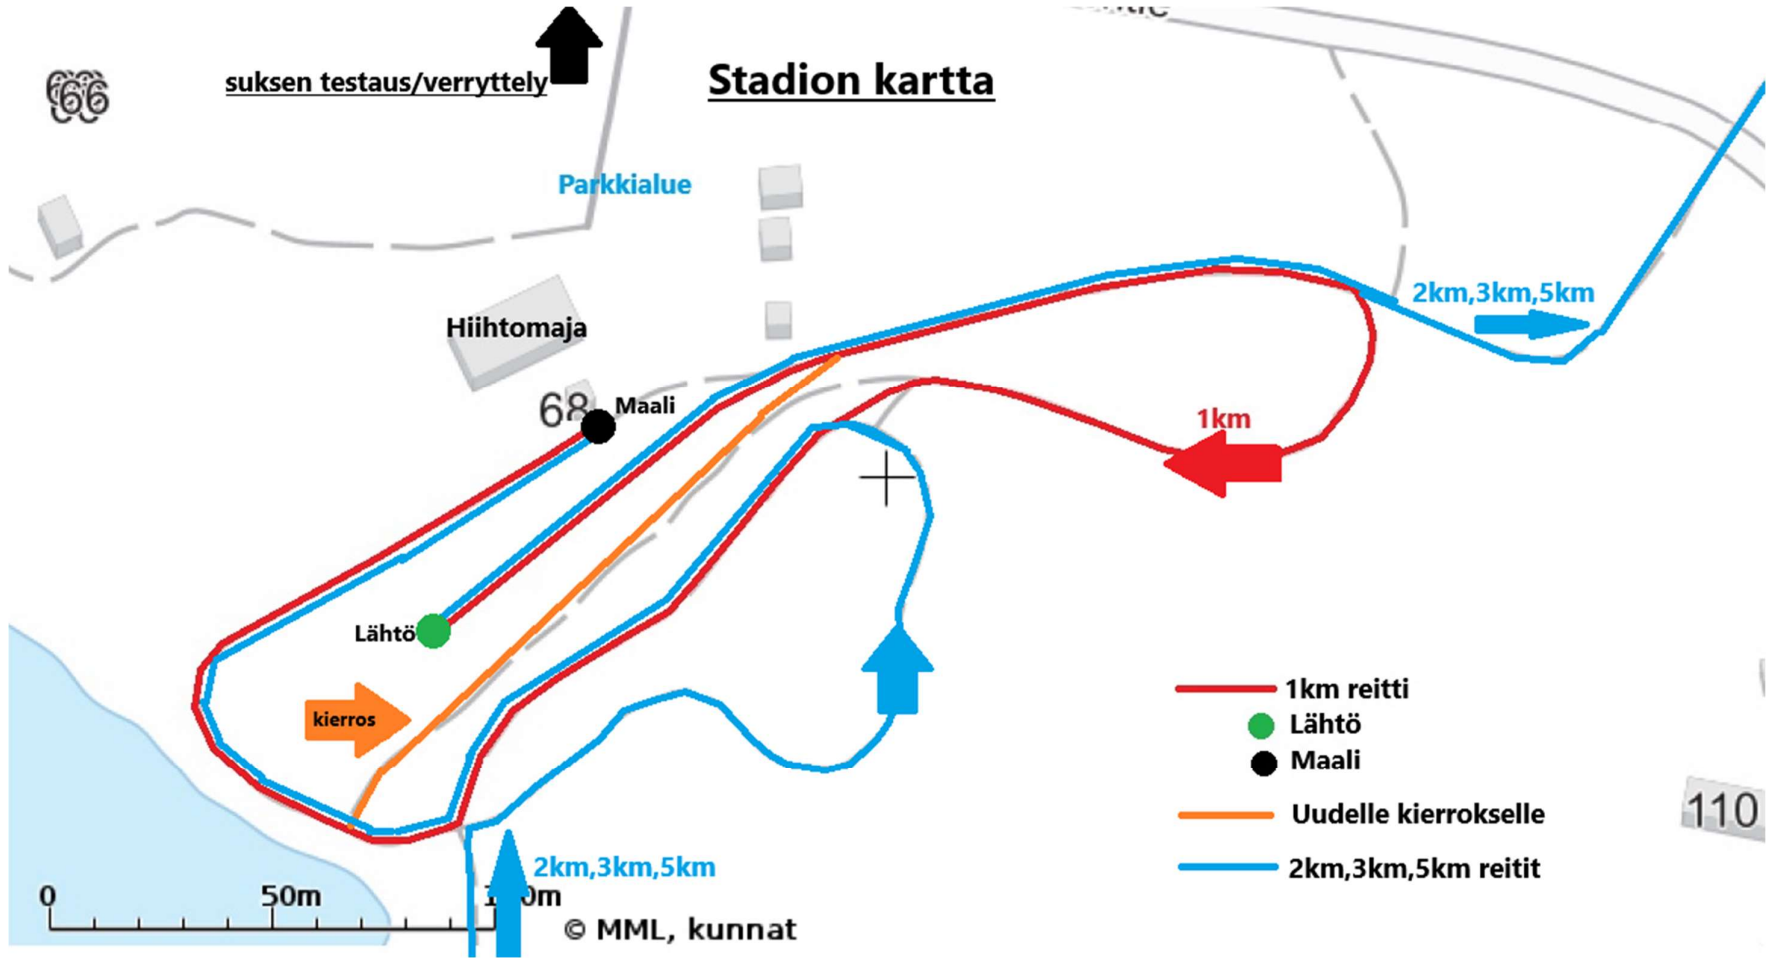 suksen testaus/verryttely
Stadion kartta
Parkkialue
2km,3km,5km
Hiihtomaja
68
Maali
1km
Lähtö
kierros
1km reitti
Lähtö
Maali
Uudelle kierrokselle
2km,3km,5km reitit
110
2km,3km,5km
0
50m
© MML, kunnat